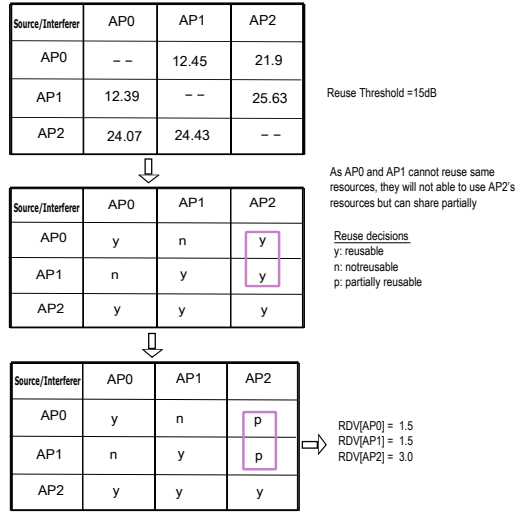 Source/Interferer AP0 AP1 AP2
AP0 – – 12.45 21.9
AP1 12.39 – – 25.63
AP2 24.07 24.43 – –
Reuse Threshold =15dB
As AP0 and AP1 cannot reuse same
resources, they will not able to use AP2's
resources but can share partially
Source/Interferer AP0 AP1 AP2
AP0 y n y
AP1 n y y
AP2 y y y
Reuse decisions
y: reusable
n: notreusable
p: partially reusable
Source/Interferer AP0 AP1 AP2
AP0 y n p
AP1 n y p
AP2 y y y
RDV[AP0] = 1.5
RDV[AP1] = 1.5
RDV[AP2] = 3.0